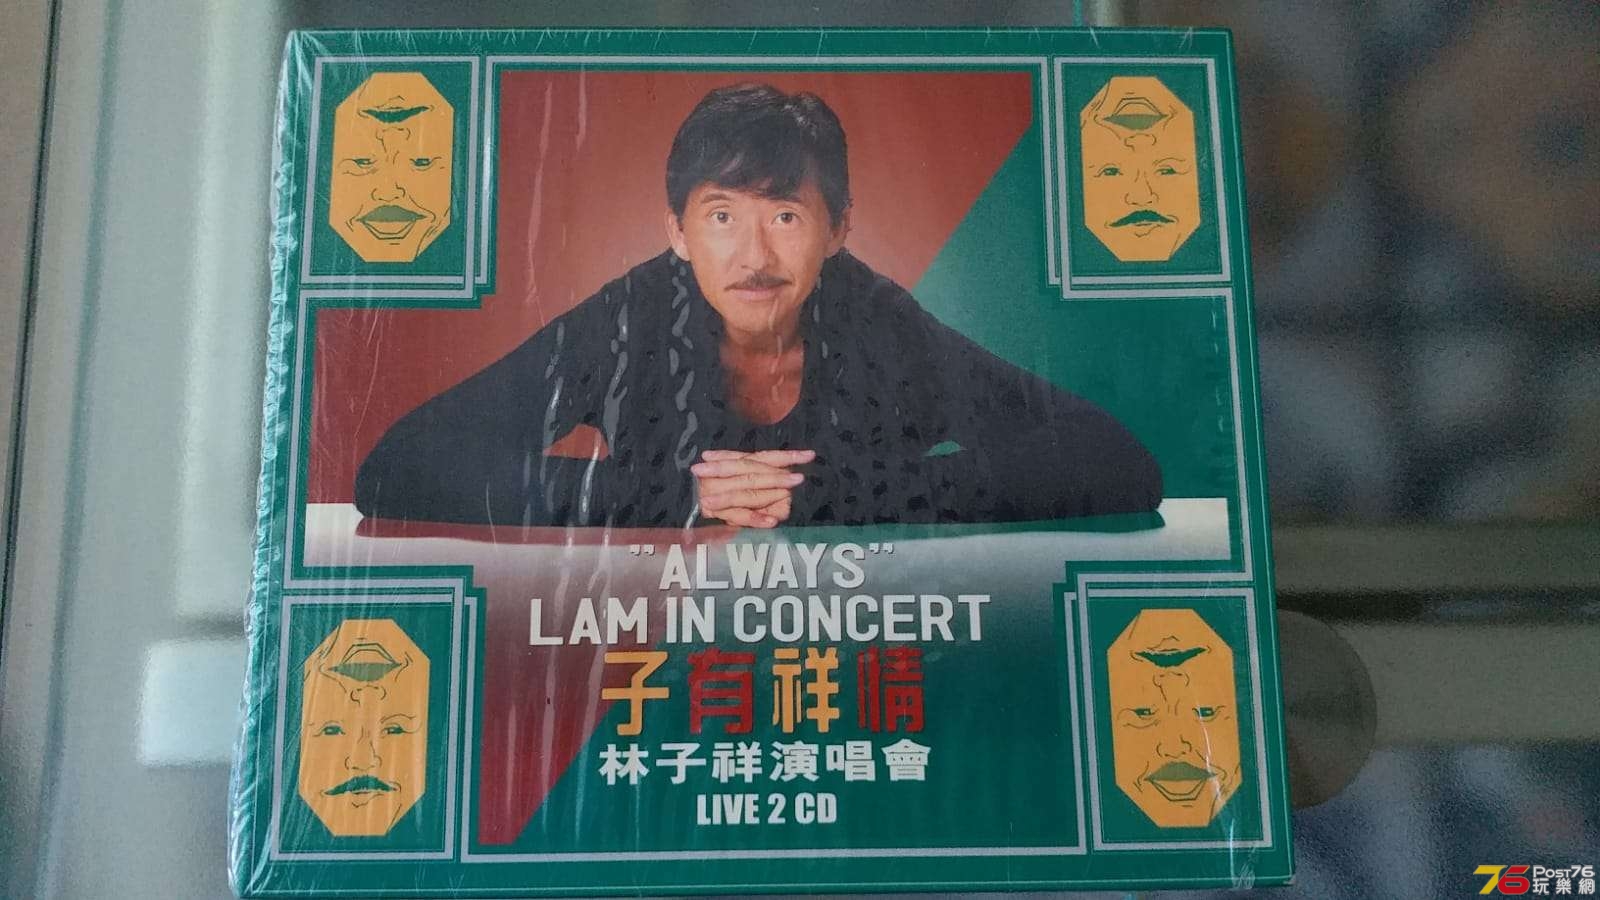 "ALWAYS"
LAM IN CONCERT
子有祥情
林子祥演唱會
LIVE 2 CD
76 Post76
玩樂網